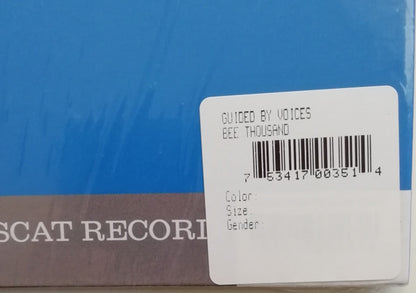 GUIDED BY VOICES
BEE THOUSAND
7 53417 00351 4
Color:
Size:
Gender:
SCAT RECORD